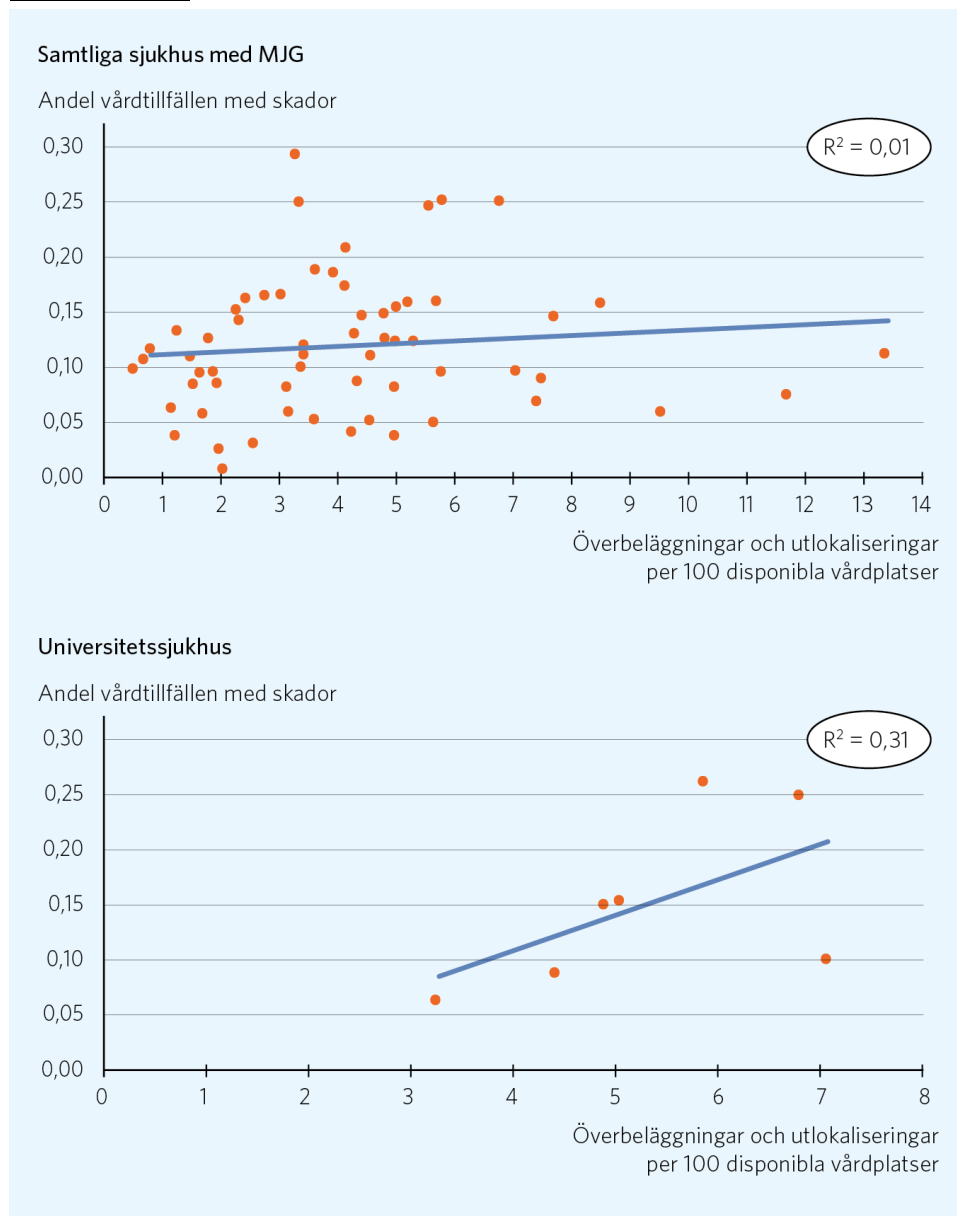 Samtliga sjukhus med MJG
Andel vårdtillfällen med skador
0,30
R² = 0,01
0,25
0,20
0,15
0,10
0,05
0,00
0 1 2 3 4 5 6 7 8 9 10 11 12 13 14
Överbeläggningar och utlokaliseringar
per 100 disponibla vårdplatser
Universitetssjukhus
Andel vårdtillfällen med skador
0,30
R² = 0,31
0,25
0,20
0,15
0,10
0,05
0,00
0 1 2 3 4 5 6 7 8
Överbeläggningar och utlokaliseringar
per 100 disponibla vårdplatser